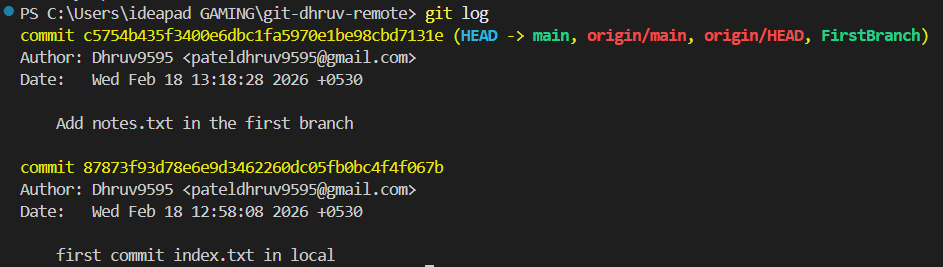 PS C:\Users\ideapad GAMING\git-dhruv-remote> git log
commit c5754b435f3400e6dbc1fa5970e1be98cbd7131e (HEAD -> main, origin/main, origin/HEAD, FirstBranch)
Author: Dhruv9595 <pateldhruv9595@gmail.com>
Date:   Wed Feb 18 13:18:28 2026 +0530
    Add notes.txt in the first branch
commit 87873f93d78e6e9d3462260dc05fb0bc4f4f067b
Author: Dhruv9595 <pateldhruv9595@gmail.com>
Date:   Wed Feb 18 12:58:08 2026 +0530
    first commit index.txt in local